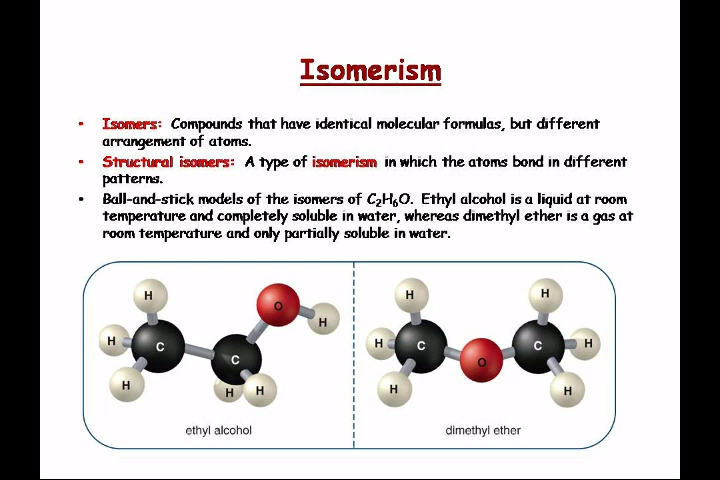 Isomerism
• Isomers: Compounds that have identical molecular formulas, but different
arrangement of atoms.
• Structural isomers: A type of isomerism in which the atoms bond in different
patterns.
• Ball-and-stick models of the isomers of C₂H₆O. Ethyl alcohol is a liquid at room
temperature and completely soluble in water, whereas dimethyl ether is a gas at
room temperature and only partially soluble in water.
H
O
H
H
C
C
H
H
H
ethyl alcohol
H
H
H
C
O
C
H
H
H
dimethyl ether